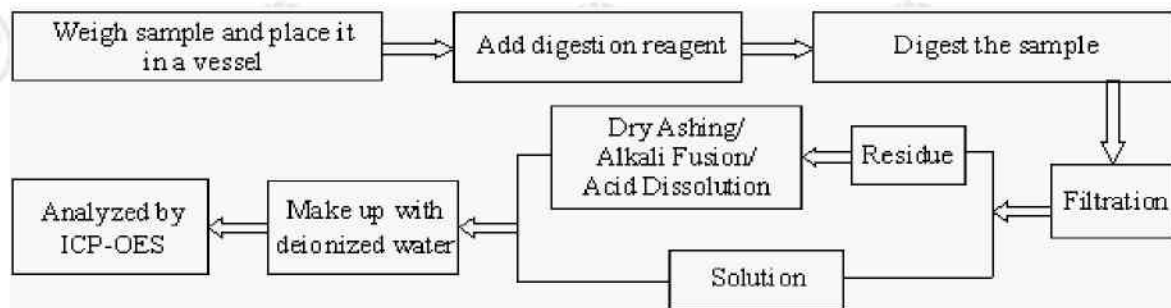 Weigh sample and place it
in a vessel
Add digestion reagent
Digest the sample
Filtration
Residue
Dry Ashing/
Alkali Fusion/
Acid Dissolution
Solution
Make up with
deionized water
Analyzed by
ICP-OES